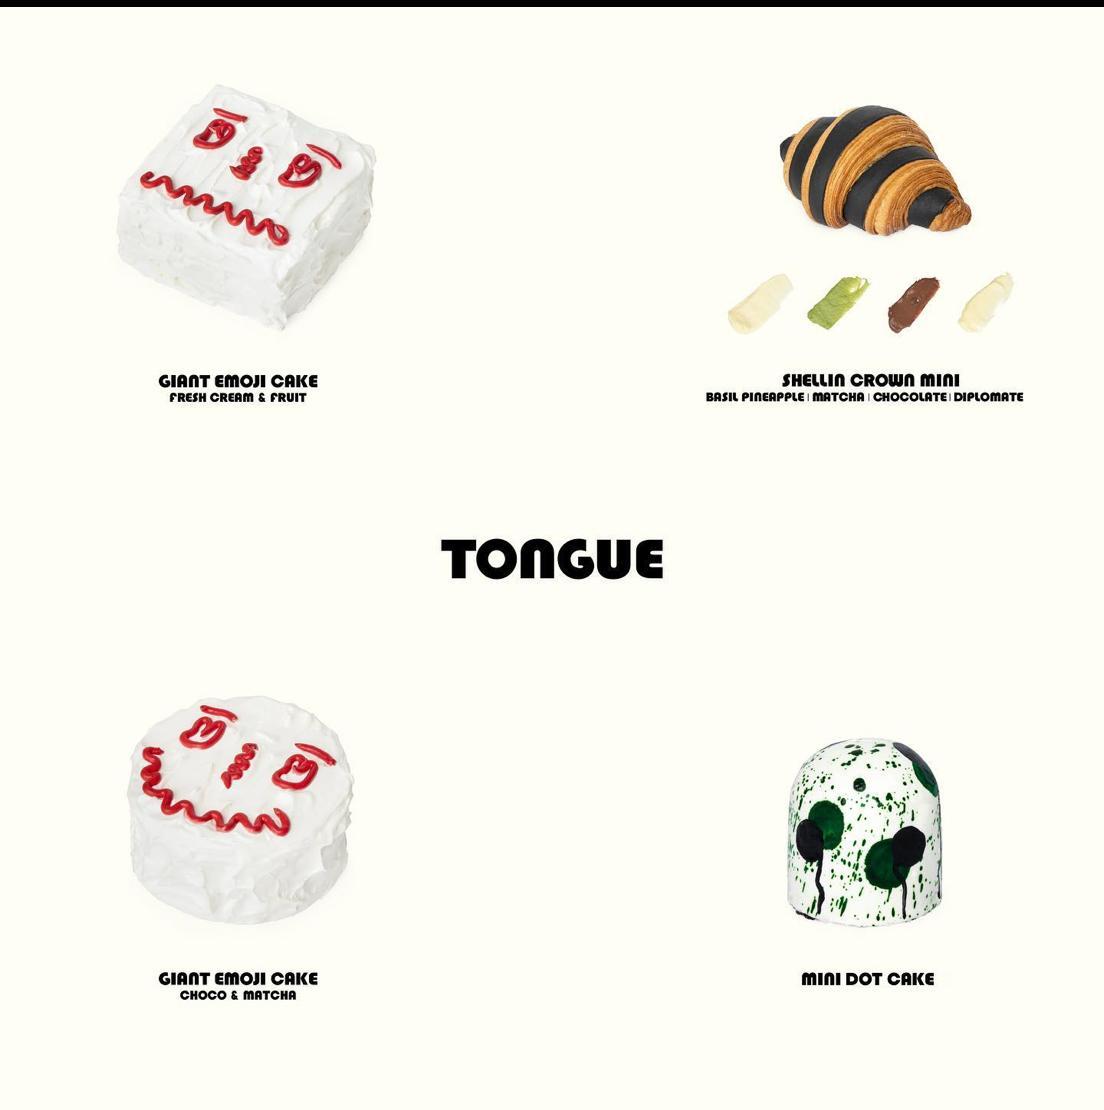 GIANT EMOJI CAKE
FRESH CREAM & FRUIT
SHELLIN CROWN MINI
BASIL PINEAPPLE | MATCHA | CHOCOLATE | DIPLOMATE
TONGUE
GIANT EMOJI CAKE
CHOCO & MATCHA
MINI DOT CAKE